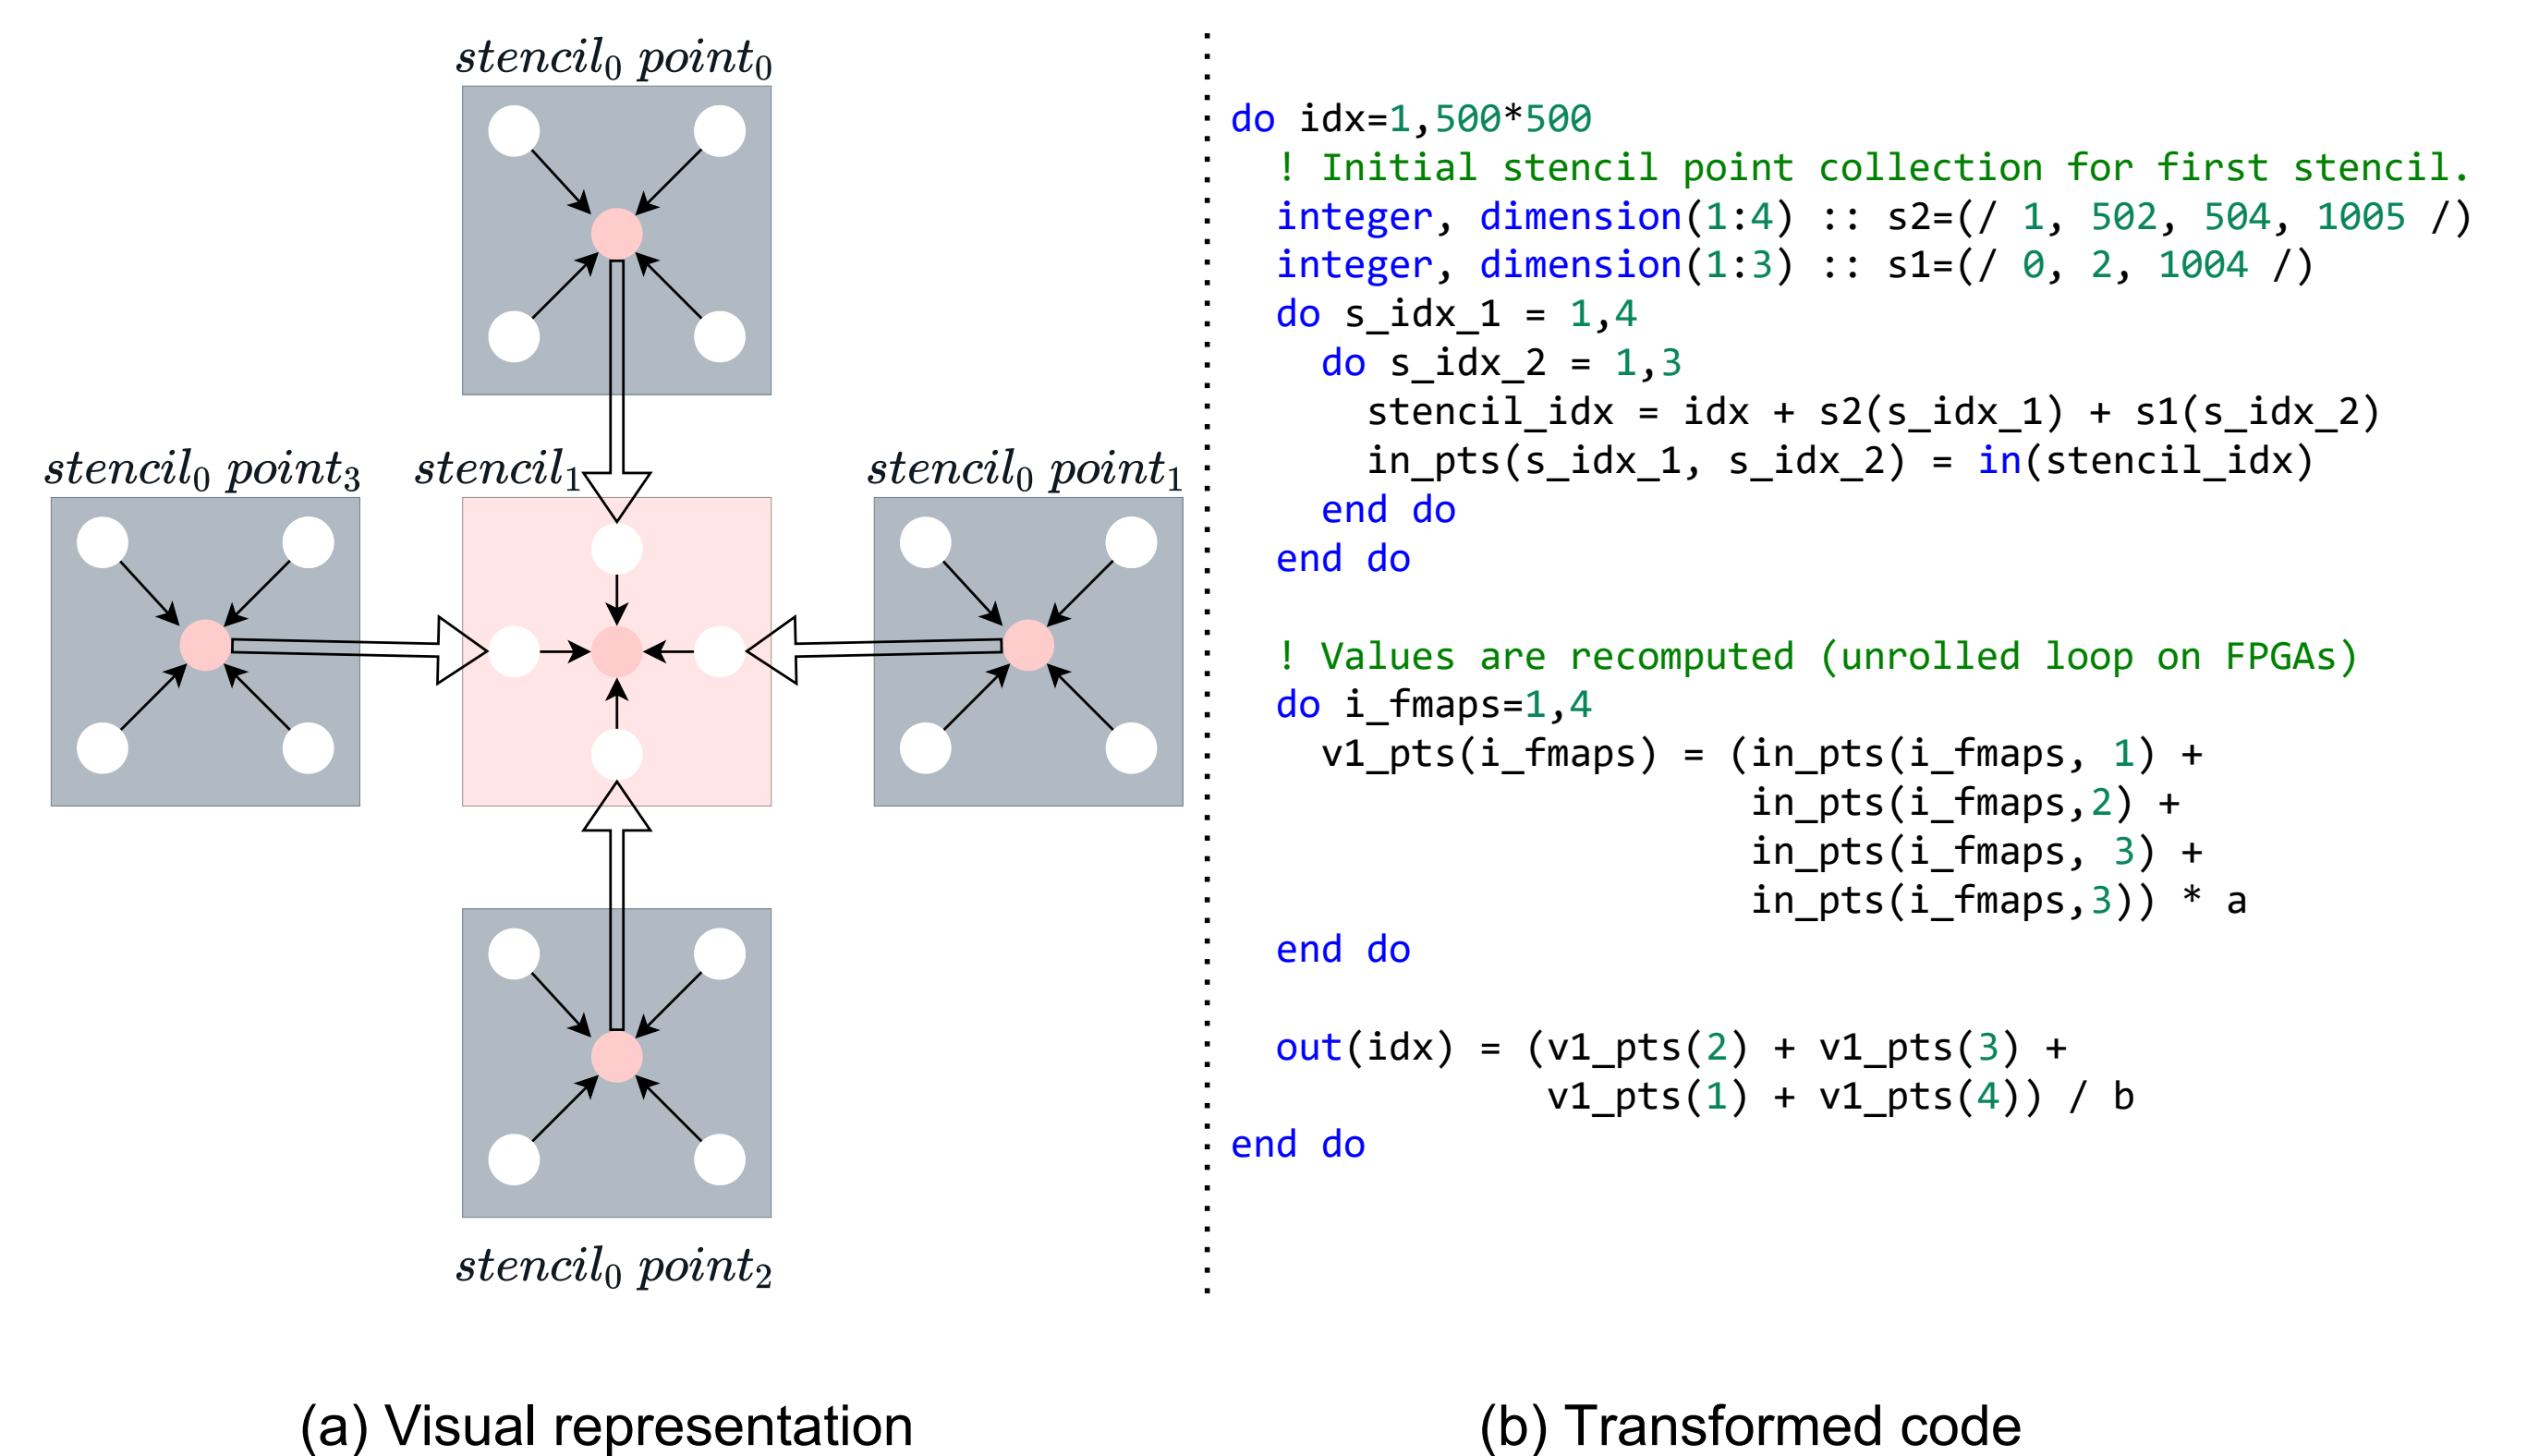 stencil₀ point₀
stencil₀ point₃
stencil₁
stencil₀ point₁
stencil₀ point₂
(a) Visual representation
do idx=1,500*500
  ! Initial stencil point collection for first stencil.
  integer, dimension(1:4) :: s2=(/ 1, 502, 504, 1005 /)
  integer, dimension(1:3) :: s1=(/ 0, 2, 1004 /)
  do s_idx_1 = 1,4
    do s_idx_2 = 1,3
      stencil_idx = idx + s2(s_idx_1) + s1(s_idx_2)
      in_pts(s_idx_1, s_idx_2) = in(stencil_idx)
    end do
  end do
  ! Values are recomputed (unrolled loop on FPGAs)
  do i_fmaps=1,4
    v1_pts(i_fmaps) = (in_pts(i_fmaps, 1) +
                       in_pts(i_fmaps,2) +
                       in_pts(i_fmaps, 3) +
                       in_pts(i_fmaps,3)) * a
  end do
  out(idx) = (v1_pts(2) + v1_pts(3) +
              v1_pts(1) + v1_pts(4)) / b
end do
(b) Transformed code